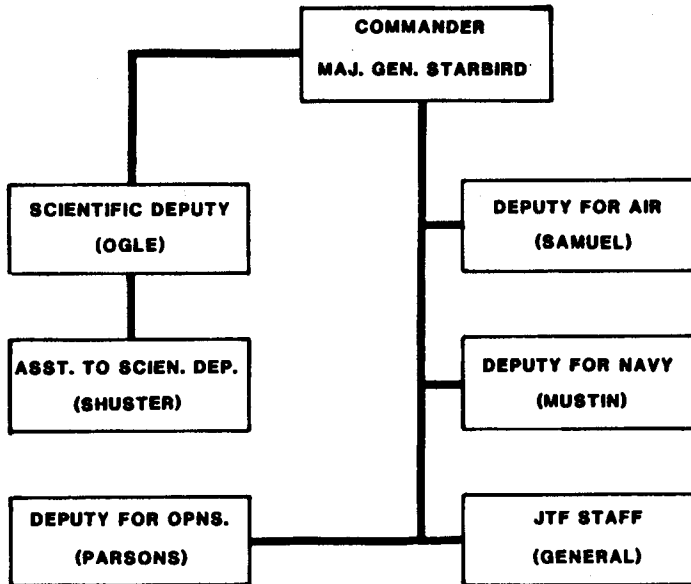 COMMANDER
MAJ. GEN. STARBIRD
SCIENTIFIC DEPUTY
(OGLE)
DEPUTY FOR AIR
(SAMUEL)
ASST. TO SCIEN. DEP.
(SHUSTER)
DEPUTY FOR NAVY
(MUSTIN)
DEPUTY FOR OPNS.
(PARSONS)
JTF STAFF
(GENERAL)